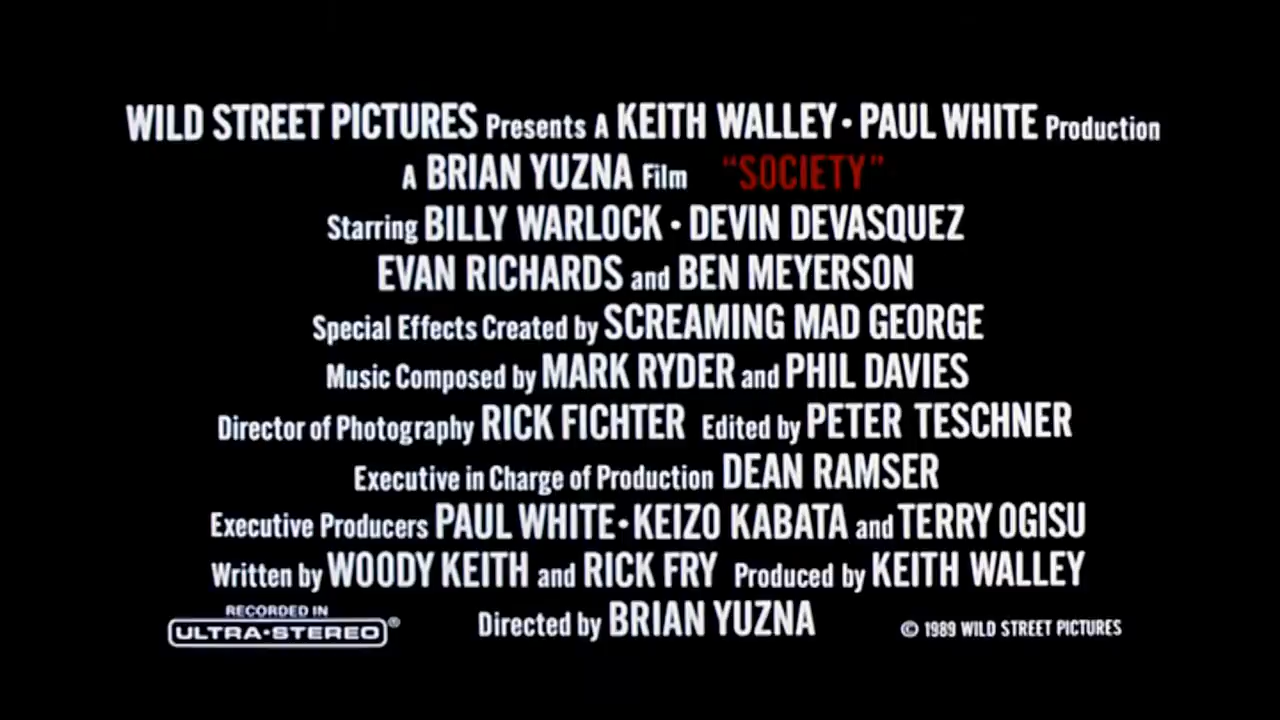 WILD STREET PICTURES Presents A KEITH WALLEY • PAUL WHITE Production
A BRIAN YUZNA Film "SOCIETY"
Starring BILLY WARLOCK • DEVIN DEVASQUEZ
EVAN RICHARDS and BEN MEYERSON
Special Effects Created by SCREAMING MAD GEORGE
Music Composed by MARK RYDER and PHIL DAVIES
Director of Photography RICK FICHTER Edited by PETER TESCHNER
Executive in Charge of Production DEAN RAMSER
Executive Producers PAUL WHITE • KEIZO KABATA and TERRY OGISU
Written by WOODY KEITH and RICK FRY Produced by KEITH WALLEY
RECORDED IN
ULTRA•STEREO®
Directed by BRIAN YUZNA
© 1989 WILD STREET PICTURES